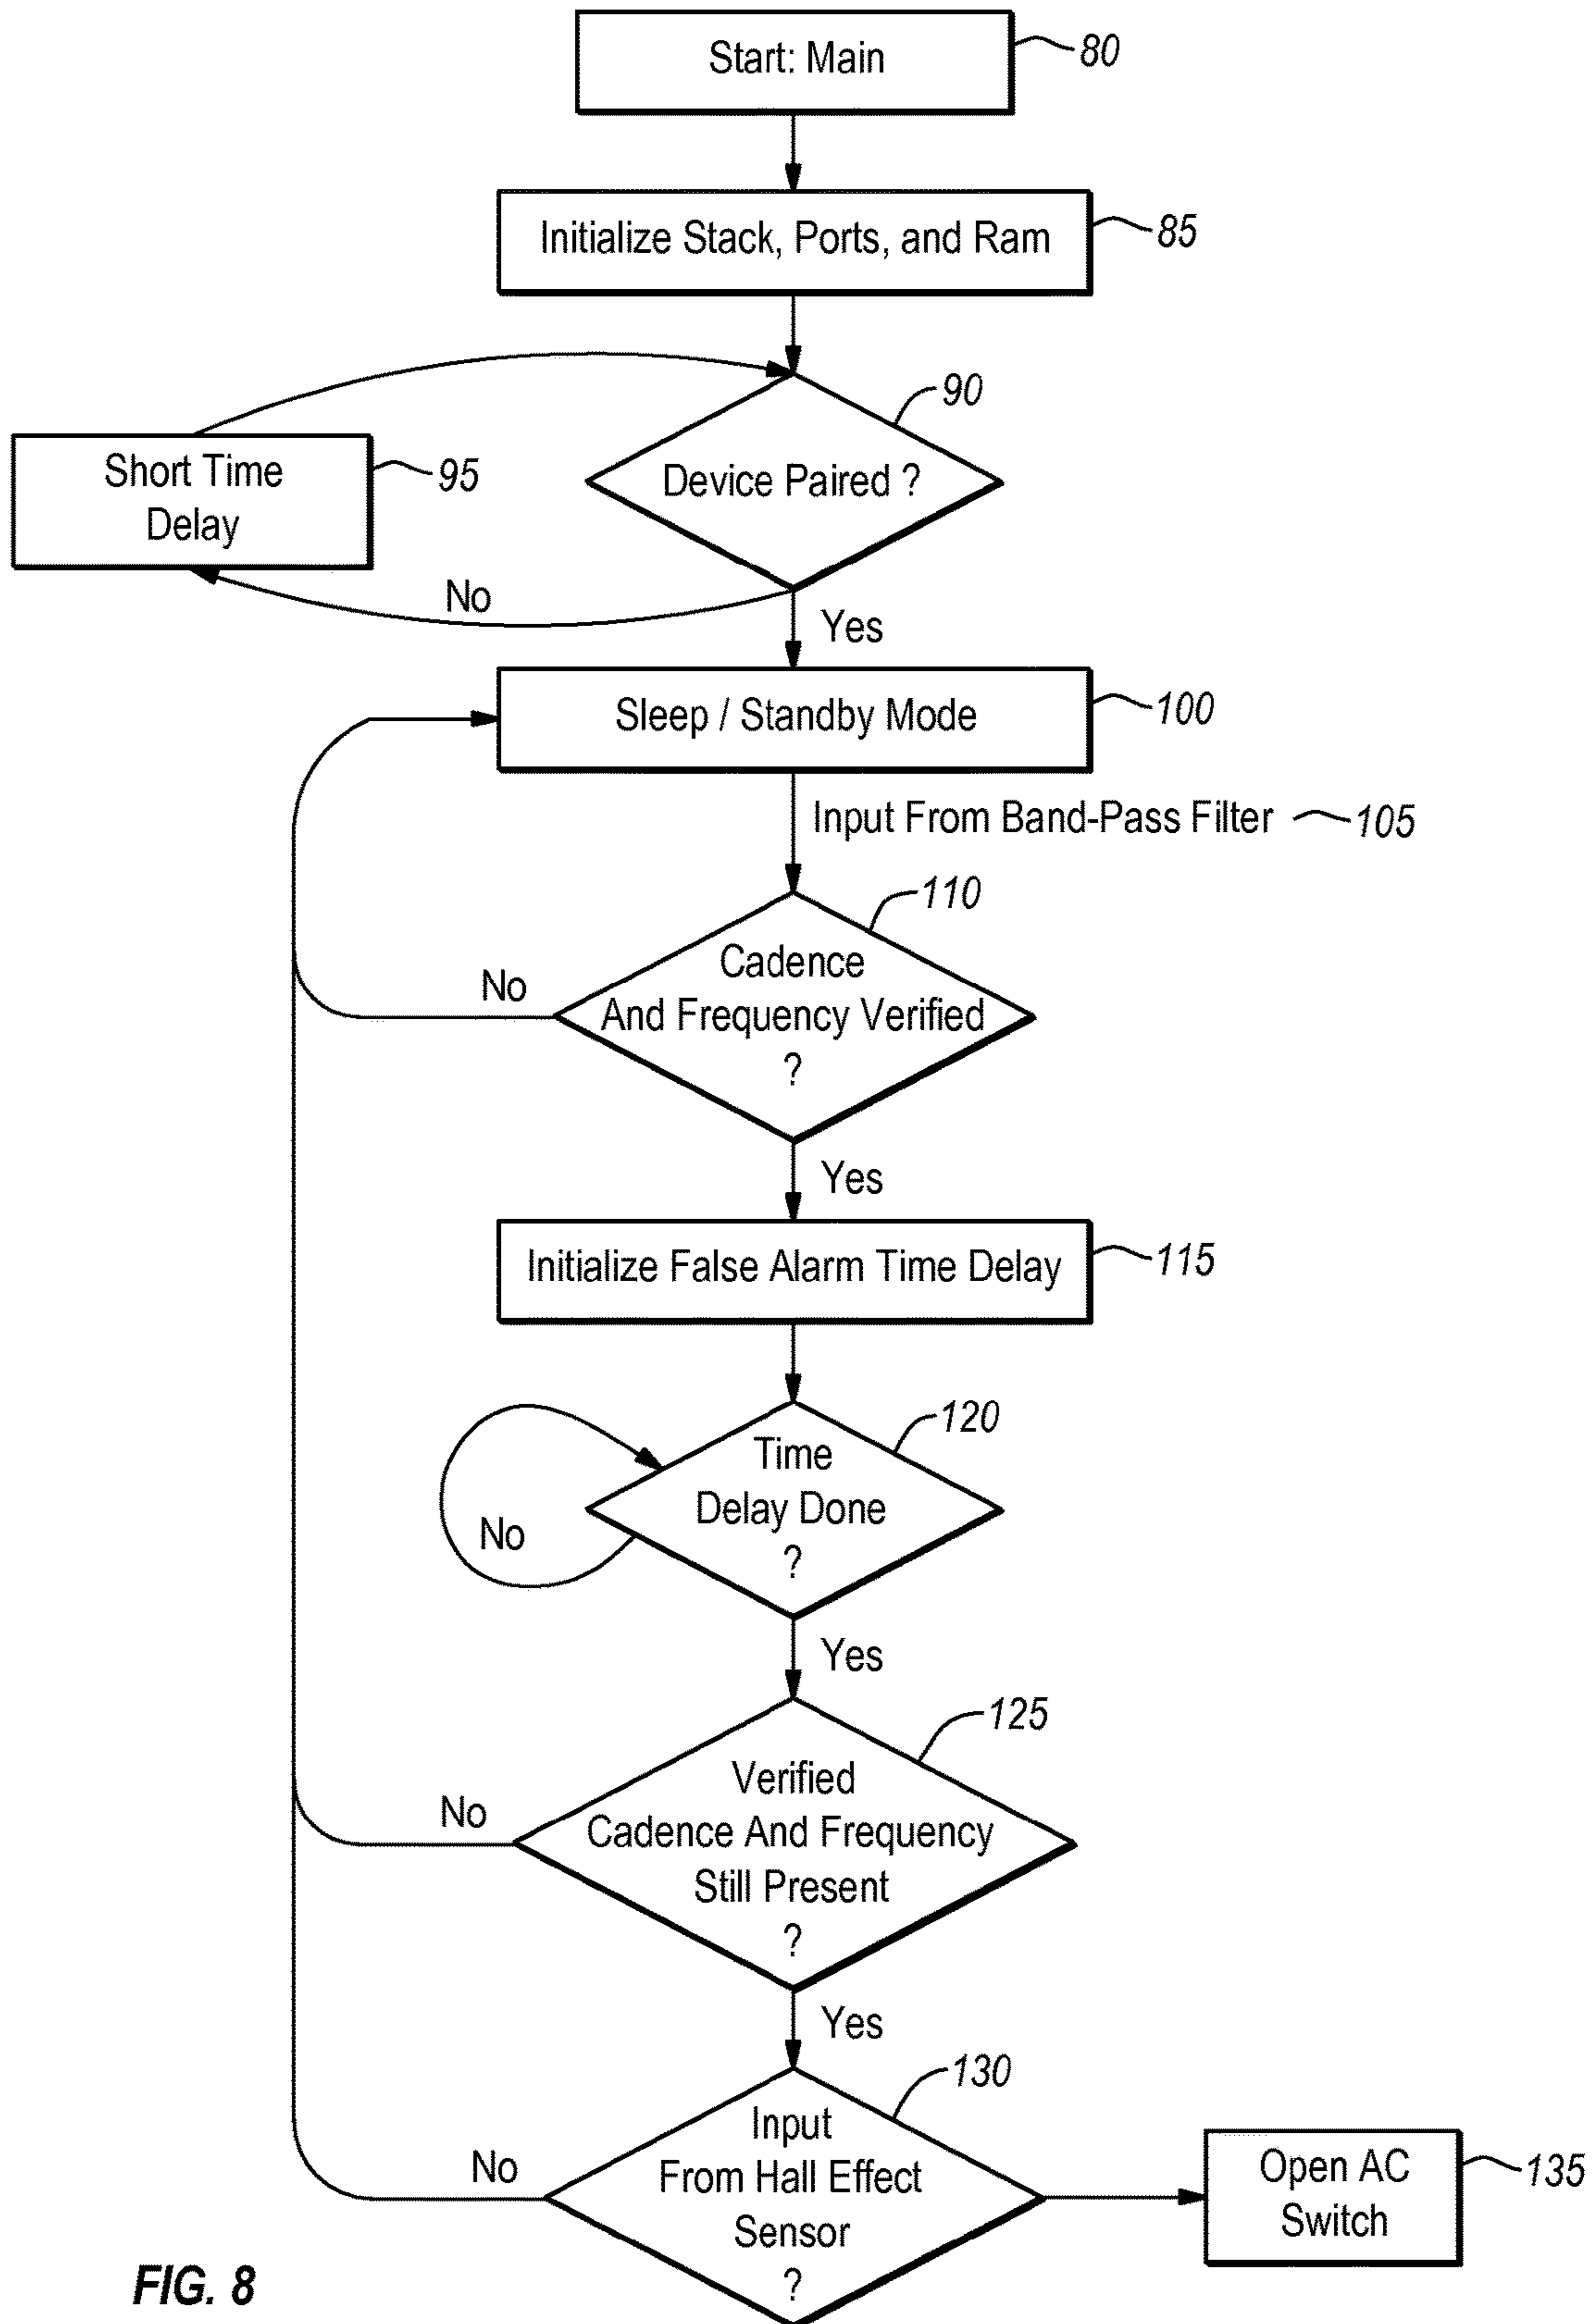 Start: Main
80
Initialize Stack, Ports, and Ram
85
90
Device Paired ?
Short Time
Delay
95
No
Yes
Sleep / Standby Mode
100
Input From Band-Pass Filter
105
110
Cadence
And Frequency Verified
?
No
Yes
Initialize False Alarm Time Delay
115
120
Time
Delay Done
?
No
Yes
125
Verified
Cadence And Frequency
Still Present
?
No
Yes
130
Input
From Hall Effect
Sensor
?
No
Open AC
Switch
135
FIG. 8